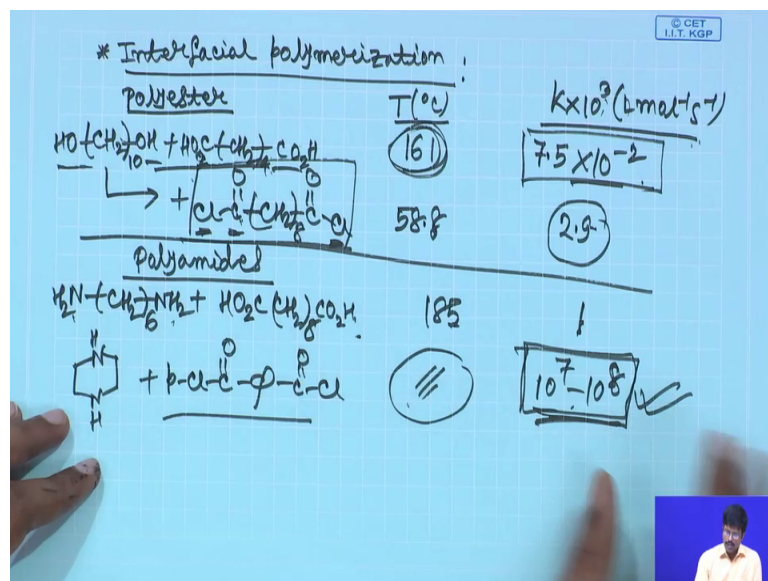 © CET
I.I.T. KGP
* Interfacial polymerization :
Polyester T(°C) K×10³ (L mol⁻¹ s⁻¹)
HO-(CH₂)₁₀-OH + HO₂C-(CH₂)₄-CO₂H 161 7.5 × 10⁻²
+ Cl-C(=O)-(CH₂)₈-C(=O)-Cl 58.8 2.9
Polyamides
H₂N-(CH₂)₆-NH₂ + HO₂C(CH₂)₈CO₂H. 185 1
H N N H + p-Cl-C(=O)-φ-C(=O)-Cl 10⁷-10⁸